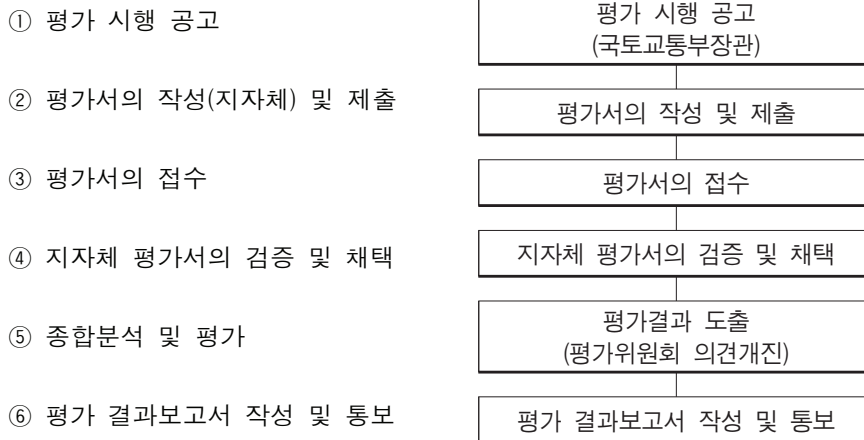 ① 평가 시행 공고
② 평가서의 작성(지자체) 및 제출
③ 평가서의 접수
④ 지자체 평가서의 검증 및 채택
⑤ 종합분석 및 평가
⑥ 평가 결과보고서 작성 및 통보
평가 시행 공고
(국토교통부장관)
평가서의 작성 및 제출
평가서의 접수
지자체 평가서의 검증 및 채택
평가결과 도출
(평가위원회 의견개진)
평가 결과보고서 작성 및 통보